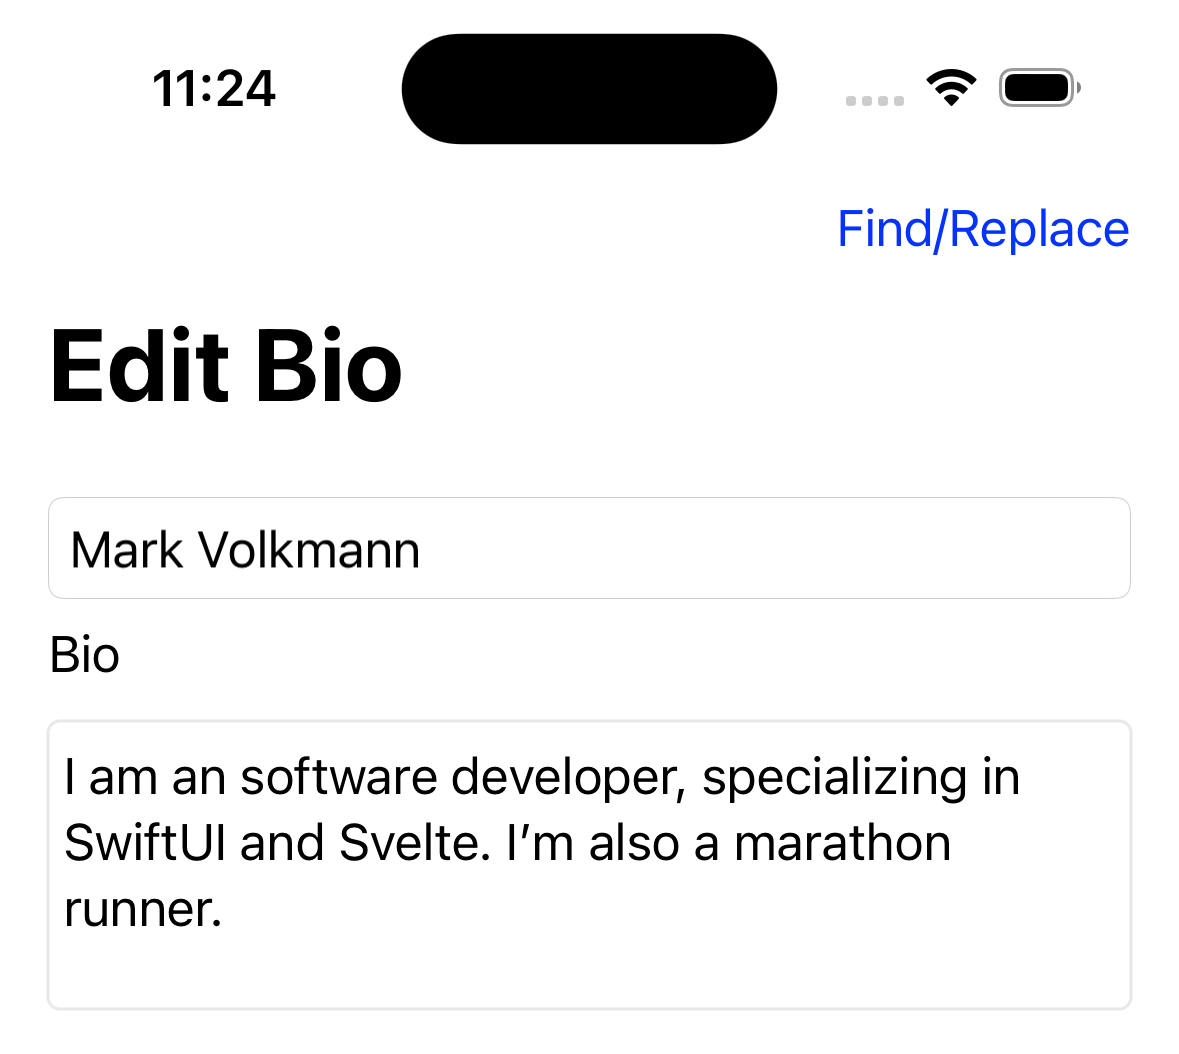 11:24
Find/Replace
Edit Bio
Mark Volkmann
Bio
I am an software developer, specializing in
SwiftUI and Svelte. I’m also a marathon
runner.